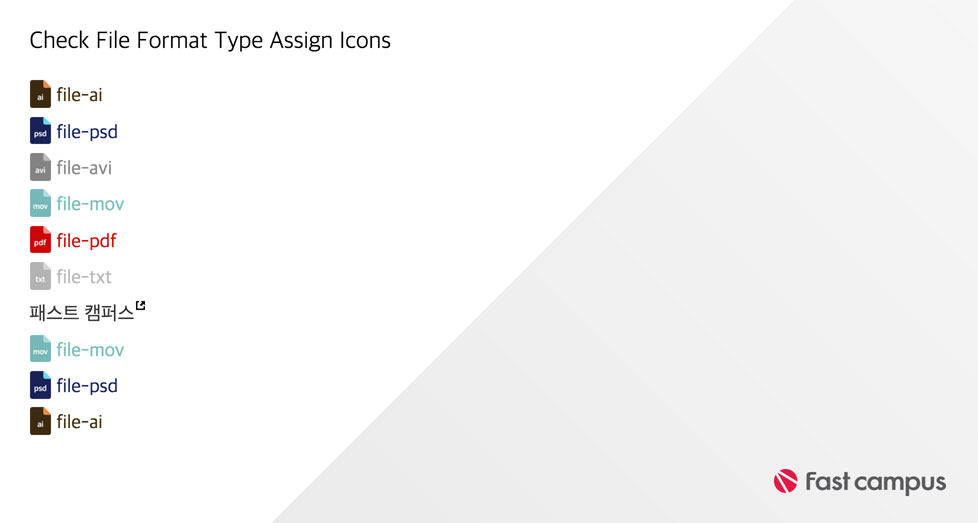 Check File Format Type Assign Icons
ai file-ai
psd file-psd
avi file-avi
mov file-mov
pdf file-pdf
txt file-txt
패스트 캠퍼스
mov file-mov
psd file-psd
ai file-ai
fast campus